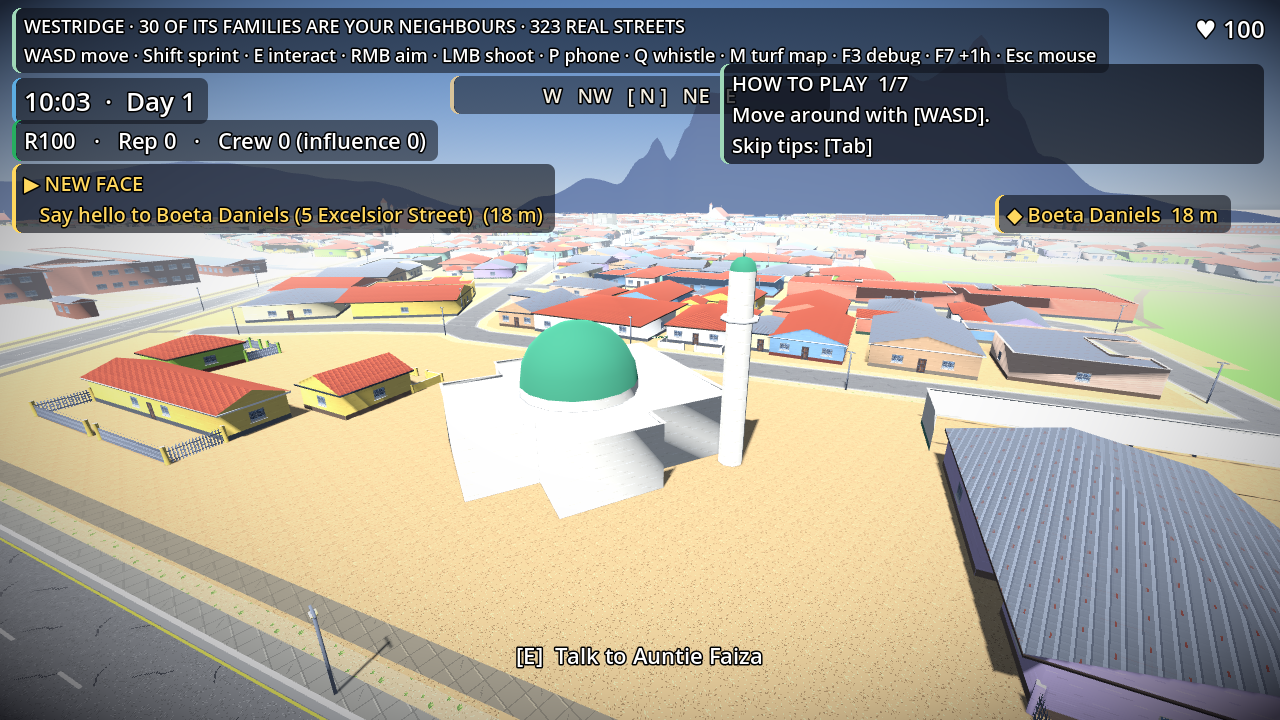 WESTRIDGE · 30 OF ITS FAMILIES ARE YOUR NEIGHBOURS · 323 REAL STREETS
WASD move · Shift sprint · E interact · RMB aim · LMB shoot · P phone · Q whistle · M turf map · F3 debug · F7 +1h · Esc mouse
♥ 100
10:03 · Day 1
W NW [ N ] NE E
HOW TO PLAY 1/7
Move around with [WASD].
Skip tips: [Tab]
R100 · Rep 0 · Crew 0 (influence 0)
▶ NEW FACE
Say hello to Boeta Daniels (5 Excelsior Street) (18 m)
◆ Boeta Daniels 18 m
[E] Talk to Auntie Faiza